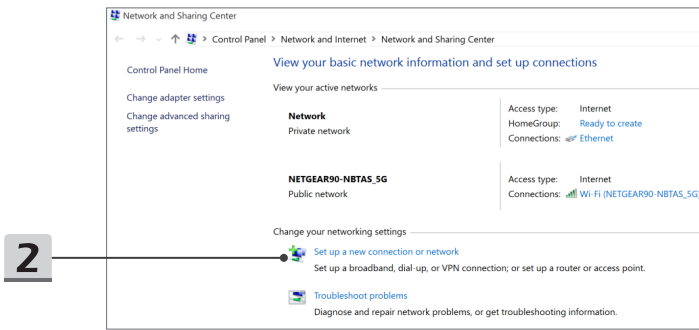 Network and Sharing Center
Control Panel > Network and Internet > Network and Sharing Center
Control Panel Home
Change adapter settings
Change advanced sharing
settings
View your basic network information and set up connections
View your active networks
Network
Private network
Access type: Internet
HomeGroup: Ready to create
Connections: Ethernet
NETGEAR90-NBTAS_5G
Public network
Access type: Internet
Connections: Wi-Fi (NETGEAR90-NBTAS_5G)
Change your networking settings
2
Set up a new connection or network
Set up a broadband, dial-up, or VPN connection; or set up a router or access point.
Troubleshoot problems
Diagnose and repair network problems, or get troubleshooting information.